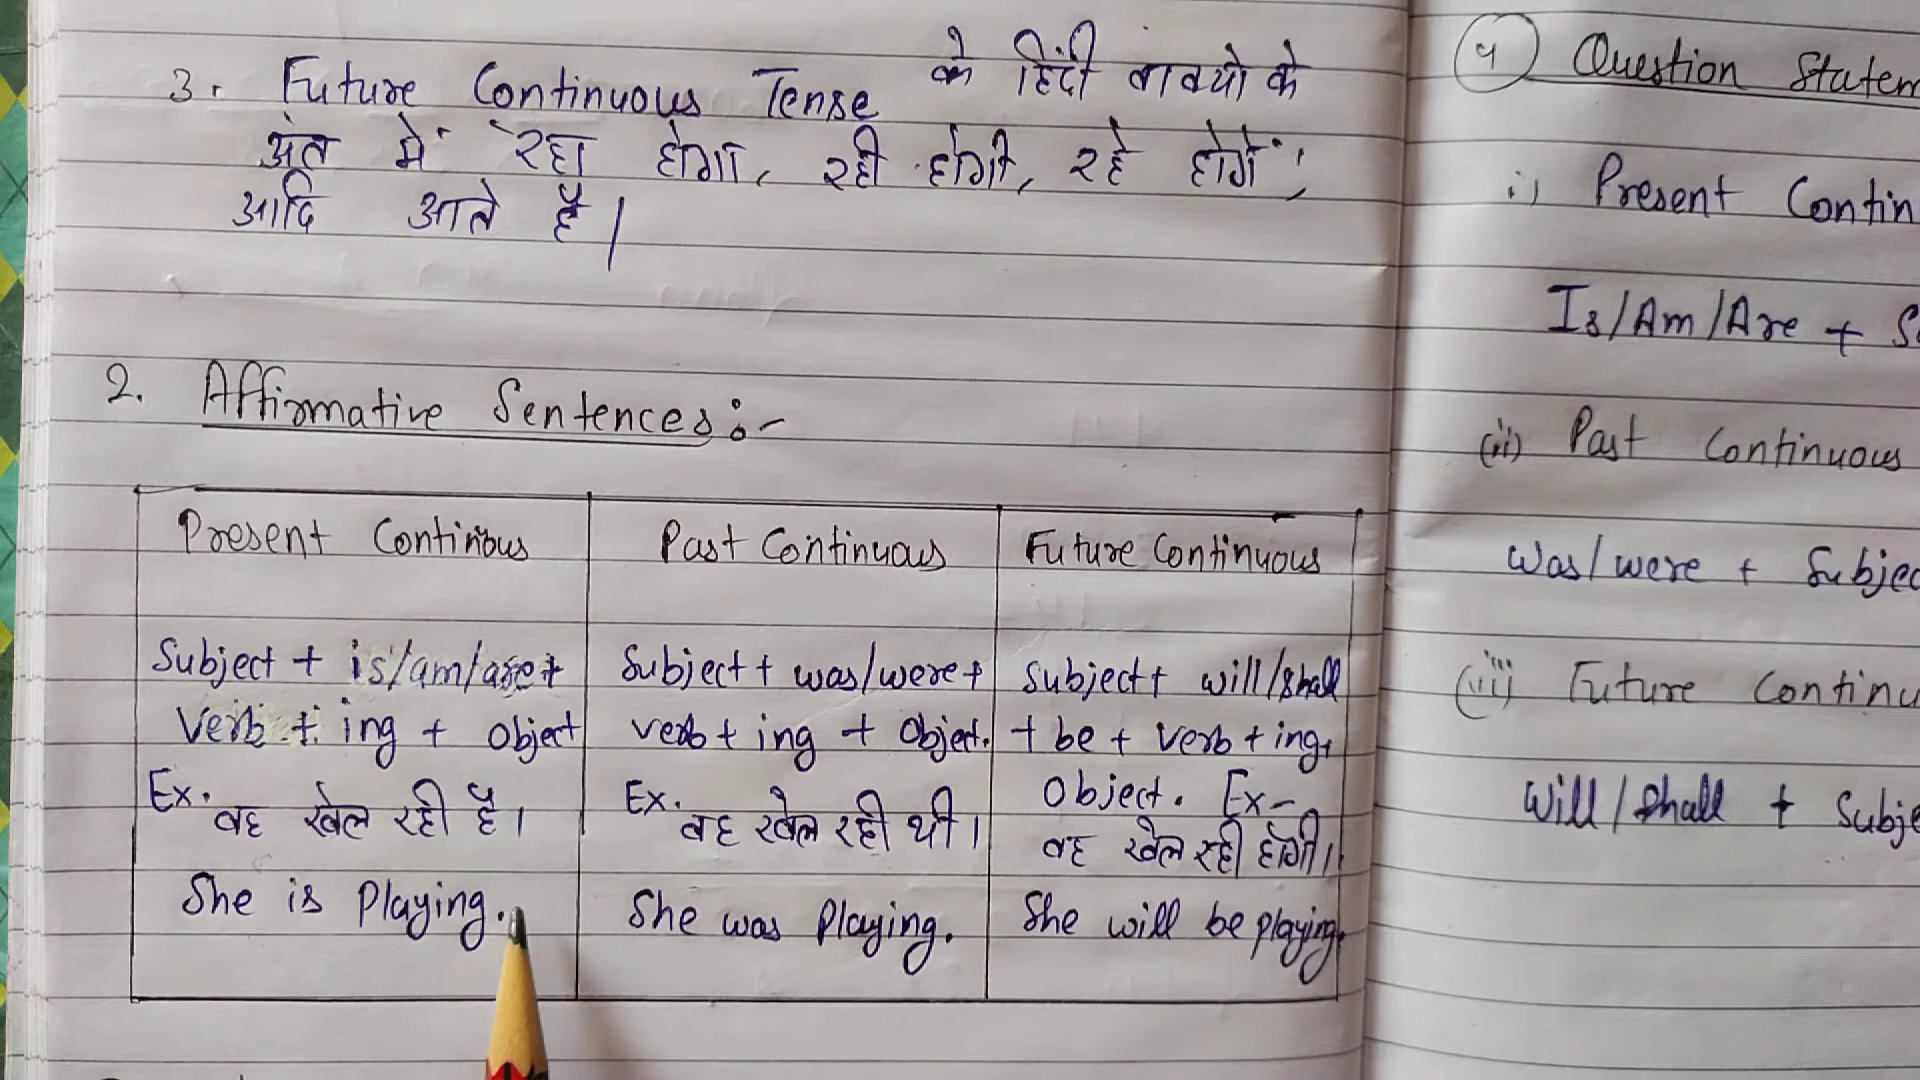 3. Future Continuous Tense के हिंदी वाक्यो के
अंत में रहा होगा, रही होगी, रहे होगें,
आदि आते है।
2. Affirmative Sentences:-
Present Continous
Subject + is/am/are +
Verb + ing + object
Ex. वह खेल रही है।
She is Playing.
Past Continuous
Subject + was/were +
verb + ing + Object.
Ex. वह खेल रही थी।
She was Playing.
Future Continuous
Subject + will/shall
+ be + verb + ing +
Object. Ex-
वह खेल रही होगी।
She will be playing.
4 Question Statem
i) Present Contin
Is/Am/Are + Su
(ii) Past Continuous
Was/were + Subjec
(iii) Future Continu
Will/Shall + Subje